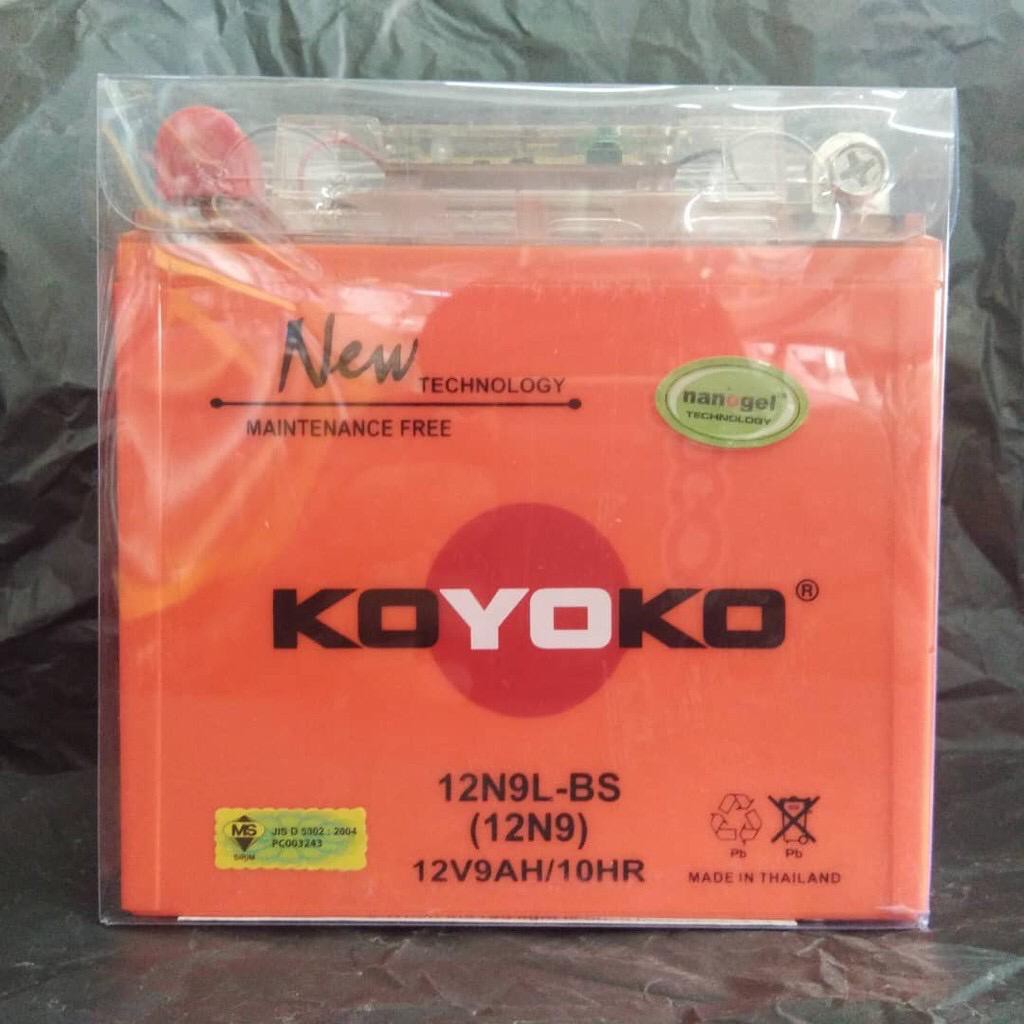 New TECHNOLOGY
MAINTENANCE FREE
nanogel
TECHNOLOGY
KOYOKO®
12N9L-BS
(12N9)
12V9AH/10HR
MS
SIRIM
JIS D 5302 : 2004
PC003243
Pb
Pb
MADE IN THAILAND